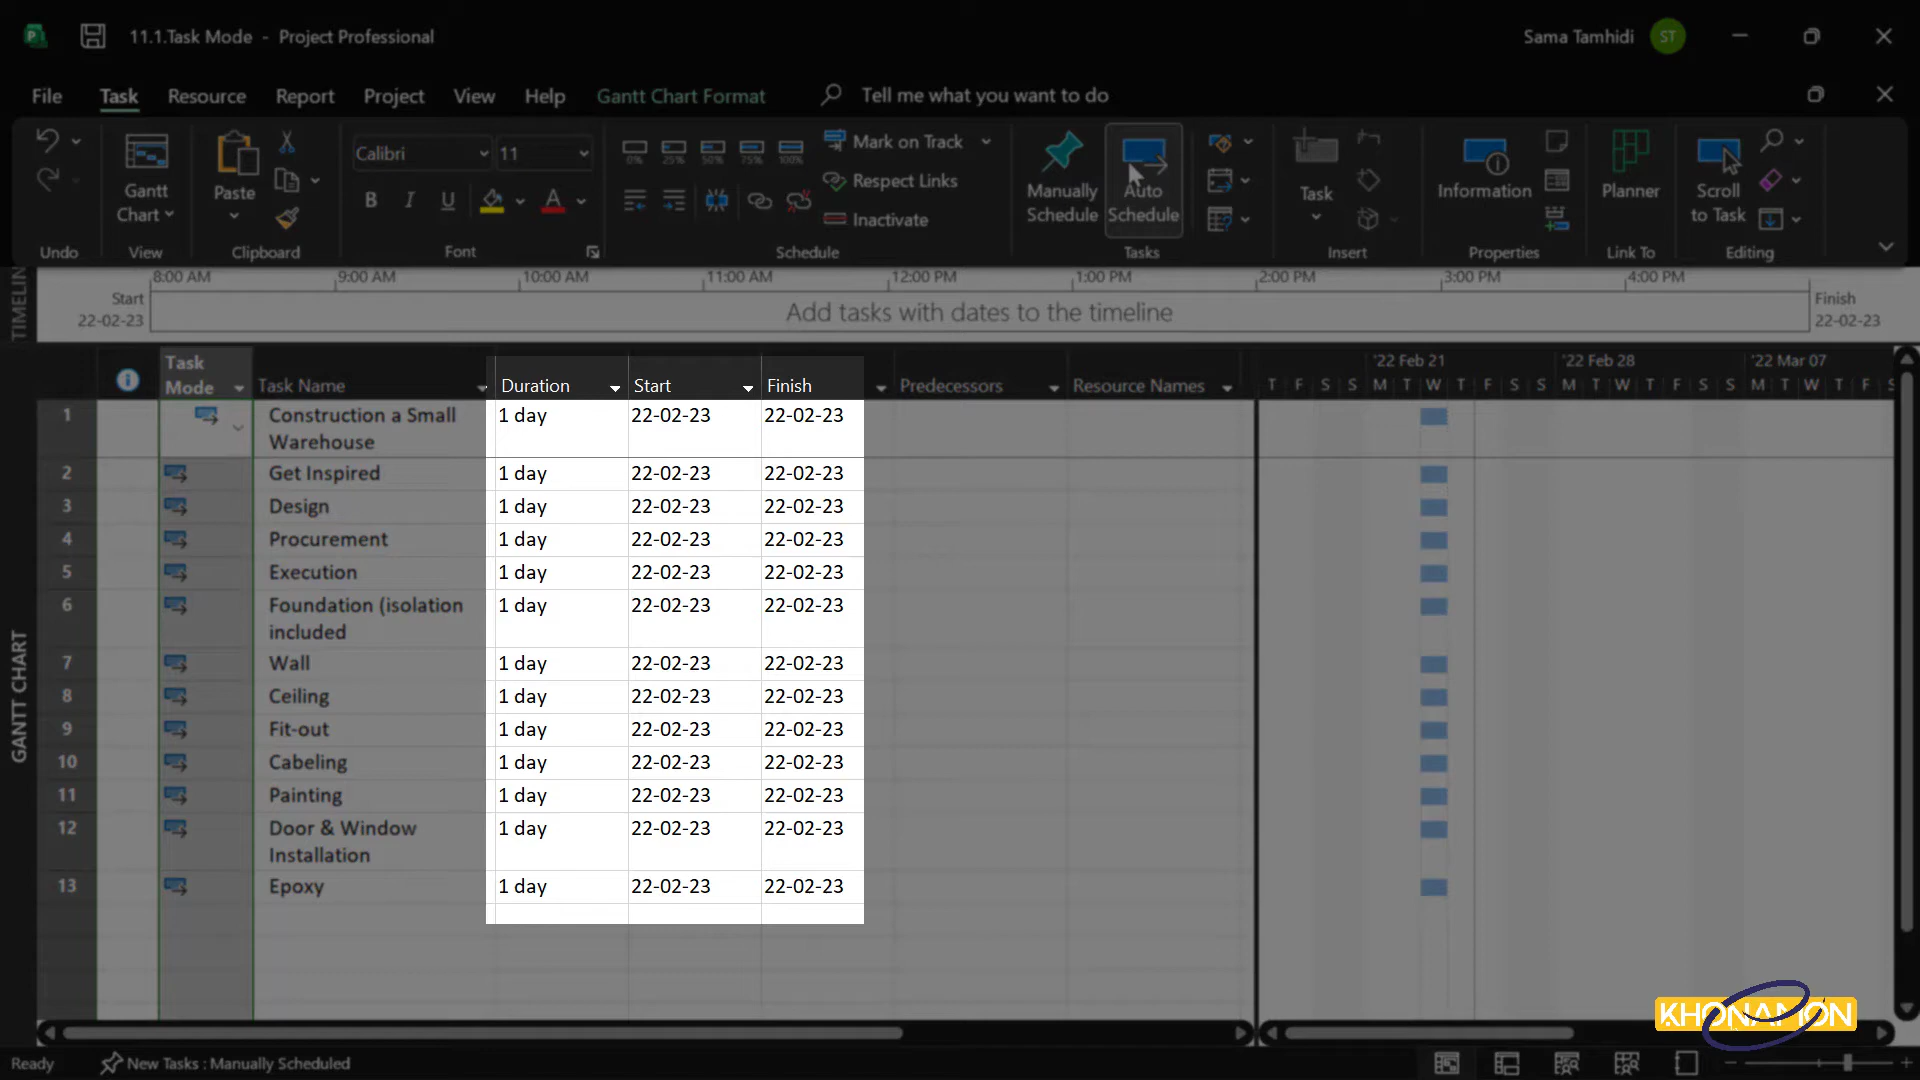 11.1.Task Mode - Project Professional
Sama Tamhidi ST
File Task Resource Report Project View Help Gantt Chart Format Tell me what you want to do
Gantt Chart
Paste
Calibri 11
B I U A
0% 25% 50% 75% 100%
Mark on Track
Respect Links
Inactivate
Manually Schedule
Auto Schedule
Task
Information
Planner
Scroll to Task
Undo View Clipboard Font Schedule Tasks Insert Properties Link To Editing
TIMELIN
8:00 AM 9:00 AM 10:00 AM 11:00 AM 12:00 PM 1:00 PM 2:00 PM 3:00 PM 4:00 PM
Start
22-02-23
Add tasks with dates to the timeline
Finish
22-02-23
GANTT CHART
Task Mode Task Name Duration Start Finish Predecessors Resource Names
'22 Feb 21 '22 Feb 28 '22 Mar 07
T F S S M T W T F S S M T W T F S S M T W T F S
1 Construction a Small Warehouse 1 day 22-02-23 22-02-23
2 Get Inspired 1 day 22-02-23 22-02-23
3 Design 1 day 22-02-23 22-02-23
4 Procurement 1 day 22-02-23 22-02-23
5 Execution 1 day 22-02-23 22-02-23
6 Foundation (isolation included 1 day 22-02-23 22-02-23
7 Wall 1 day 22-02-23 22-02-23
8 Ceiling 1 day 22-02-23 22-02-23
9 Fit-out 1 day 22-02-23 22-02-23
10 Cabeling 1 day 22-02-23 22-02-23
11 Painting 1 day 22-02-23 22-02-23
12 Door & Window Installation 1 day 22-02-23 22-02-23
13 Epoxy 1 day 22-02-23 22-02-23
KHONAMON
Ready New Tasks : Manually Scheduled